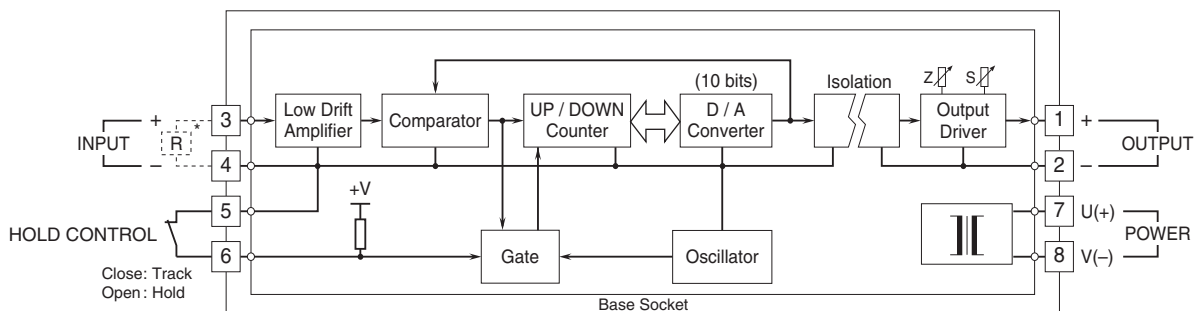 (10 bits)
Isolation
Z
S
3
Low Drift
Amplifier
Comparator
UP / DOWN
Counter
D / A
Converter
Output
Driver
1
+
+
*
R
INPUT
OUTPUT
–
4
2
–
+V
5
7
U(+)
HOLD CONTROL
POWER
6
Gate
Oscillator
8
V(–)
Close : Track
Open : Hold
Base Socket